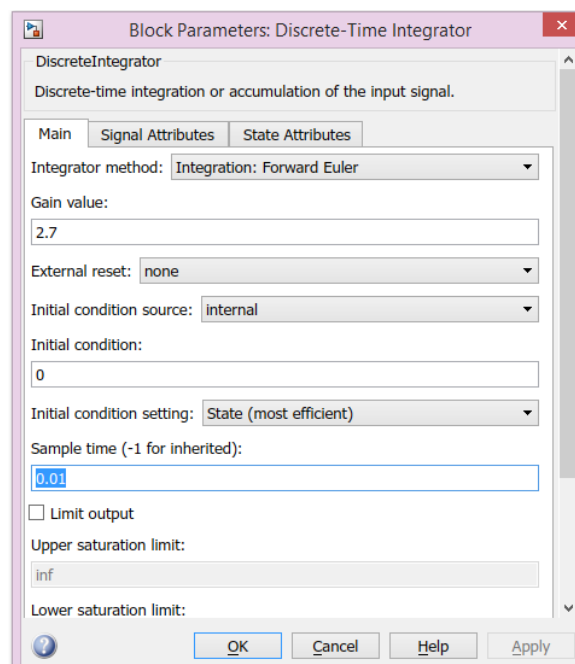 Block Parameters: Discrete-Time Integrator
DiscreteIntegrator
Discrete-time integration or accumulation of the input signal.
Main Signal Attributes State Attributes
Integrator method: Integration: Forward Euler
Gain value:
2.7
External reset: none
Initial condition source: internal
Initial condition:
0
Initial condition setting: State (most efficient)
Sample time (-1 for inherited):
0.01
Limit output
Upper saturation limit:
inf
Lower saturation limit:
OK Cancel Help Apply